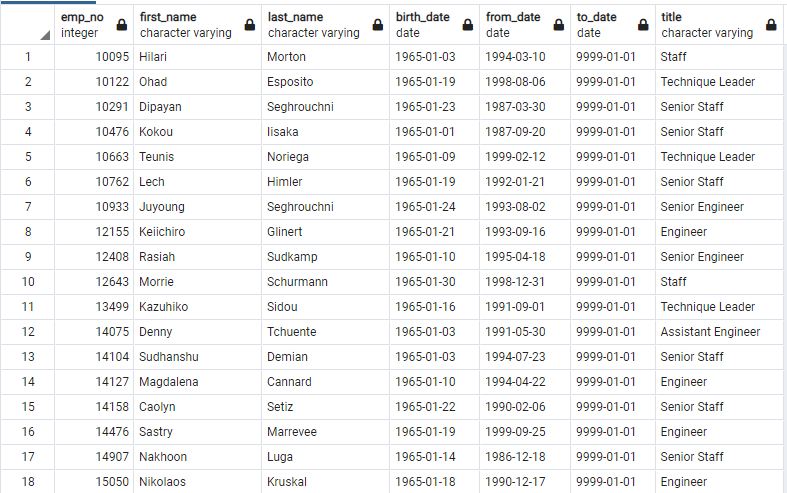 emp_no first_name last_name birth_date from_date to_date title
integer character varying character varying date date date character varying
1 10095 Hilari Morton 1965-01-03 1994-03-10 9999-01-01 Staff
2 10122 Ohad Esposito 1965-01-19 1998-08-06 9999-01-01 Technique Leader
3 10291 Dipayan Seghrouchni 1965-01-23 1987-03-30 9999-01-01 Senior Staff
4 10476 Kokou Iisaka 1965-01-01 1987-09-20 9999-01-01 Senior Staff
5 10663 Teunis Noriega 1965-01-09 1999-02-12 9999-01-01 Technique Leader
6 10762 Lech Himler 1965-01-19 1992-01-21 9999-01-01 Senior Staff
7 10933 Juyoung Seghrouchni 1965-01-24 1993-08-02 9999-01-01 Senior Engineer
8 12155 Keiichiro Glinert 1965-01-21 1993-09-16 9999-01-01 Engineer
9 12408 Rasiah Sudkamp 1965-01-10 1995-04-18 9999-01-01 Senior Engineer
10 12643 Morrie Schurmann 1965-01-30 1998-12-31 9999-01-01 Staff
11 13499 Kazuhiko Sidou 1965-01-16 1991-09-01 9999-01-01 Technique Leader
12 14075 Denny Tchuente 1965-01-03 1991-05-30 9999-01-01 Assistant Engineer
13 14104 Sudhanshu Demian 1965-01-03 1994-07-23 9999-01-01 Senior Staff
14 14127 Magdalena Cannard 1965-01-10 1994-04-22 9999-01-01 Engineer
15 14158 Caolyn Setiz 1965-01-22 1990-02-06 9999-01-01 Senior Staff
16 14476 Sastry Marrevee 1965-01-19 1999-09-25 9999-01-01 Engineer
17 14907 Nakhoon Luga 1965-01-14 1986-12-18 9999-01-01 Senior Staff
18 15050 Nikolaos Kruskal 1965-01-18 1990-12-17 9999-01-01 Engineer